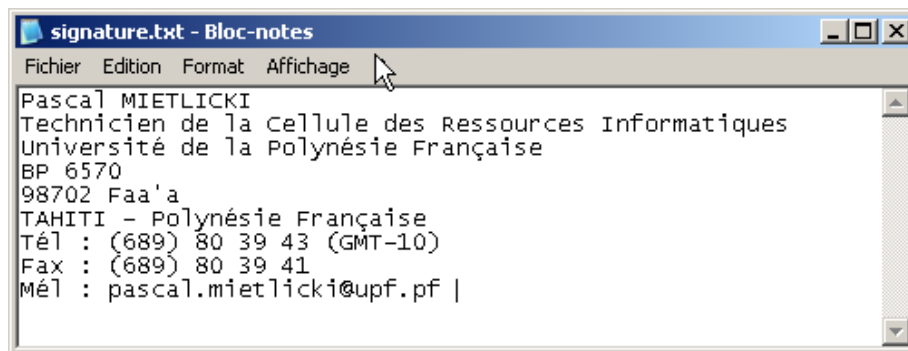 signature.txt - Bloc-notes
Fichier Edition Format Affichage
Pascal MIETLICKI
Technicien de la Cellule des Ressources Informatiques
Université de la Polynésie Française
BP 6570
98702 Faa'a
TAHITI - Polynésie Française
Tél : (689) 80 39 43 (GMT-10)
Fax : (689) 80 39 41
Mél : pascal.mietlicki@upf.pf